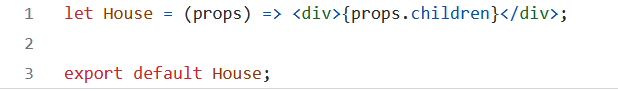 1 let House = (props) => <div>{props.children}</div>;
2
3 export default House;